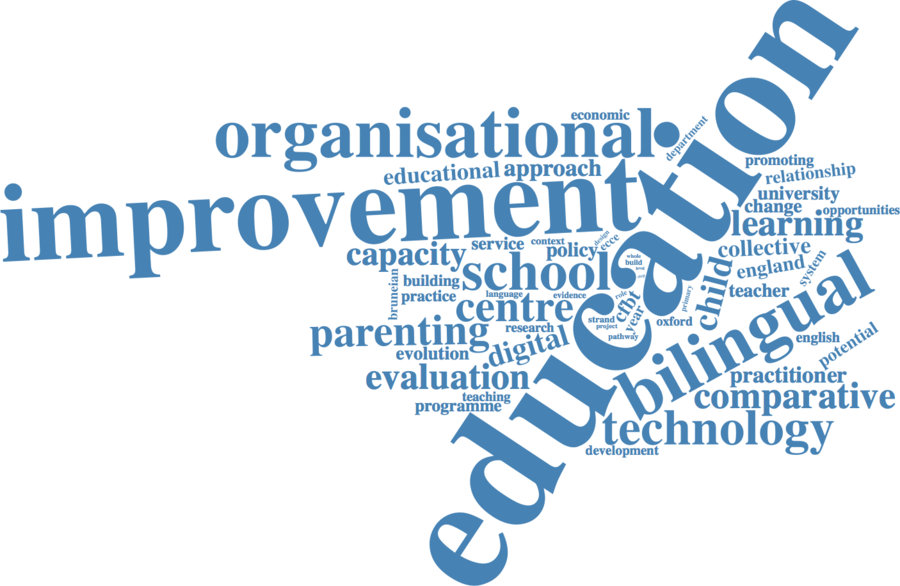 education
economic
organisational
department
promoting
educational
approach
relationship
improvement
university
change
opportunities
learning
service
context
policy
design
ecce
collective
capacity
whole
build
level
england
system
school
child
building
bruneian
practice
language
evidence
role
cfbt
year
primary
teacher
centre
strand
project
pathway
oxford
bilingual
parenting
research
digital
english
potential
evolution
evaluation
practitioner
teaching
programme
comparative
technology
development